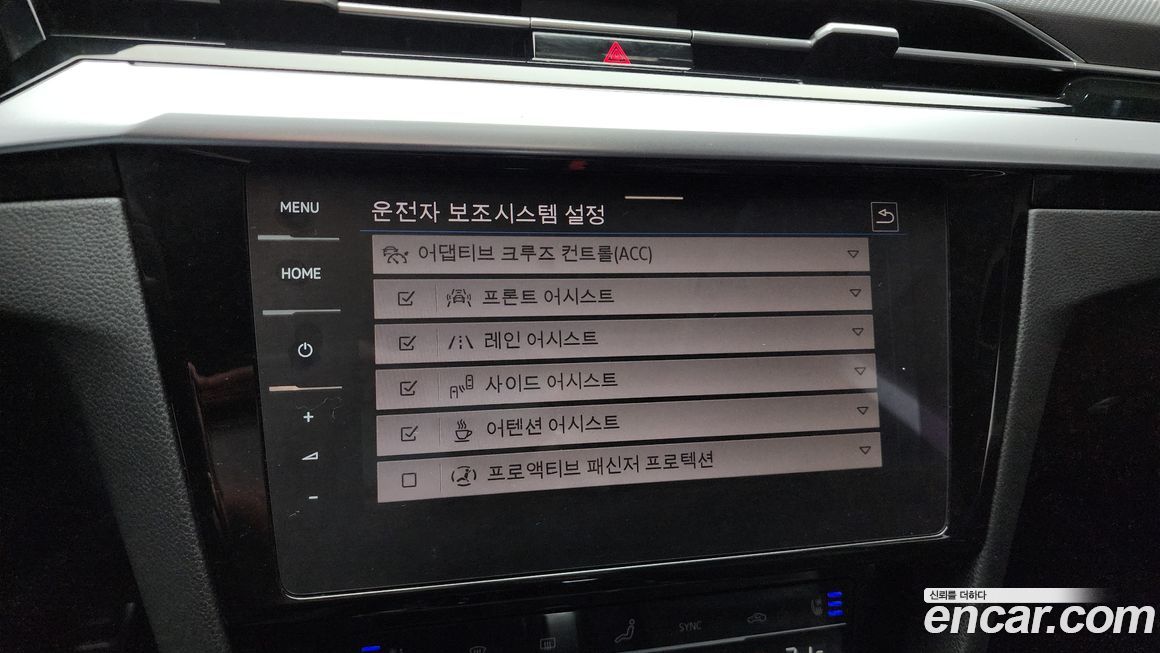 MENU
운전자 보조시스템 설정
어댑티브 크루즈 컨트롤(ACC)
HOME
프론트 어시스트
레인 어시스트
사이드 어시스트
+
어텐션 어시스트
프로액티브 패신저 프로텍션
-
SYNC
신뢰를 더하다
encar.com